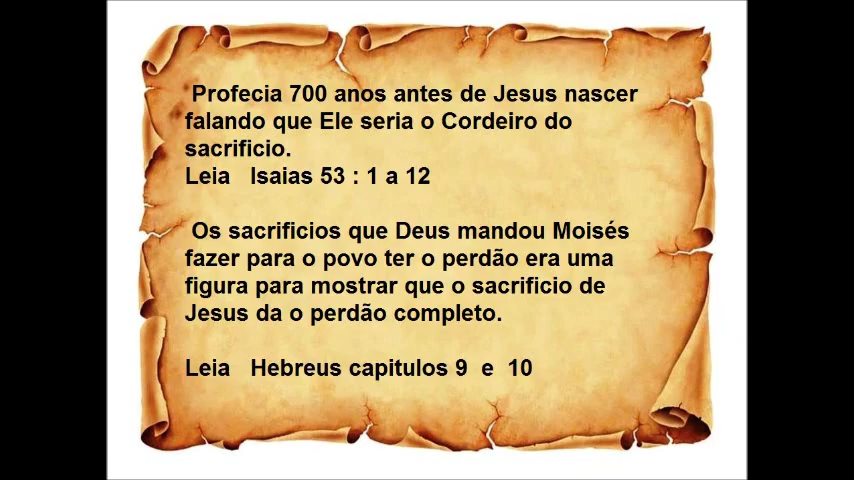 Profecia 700 anos antes de Jesus nascer
falando que Ele seria o Cordeiro do
sacrificio.
Leia Isaias 53 : 1 a 12
Os sacrificios que Deus mandou Moisés
fazer para o povo ter o perdão era uma
figura para mostrar que o sacrificio de
Jesus da o perdão completo.
Leia Hebreus capitulos 9 e 10